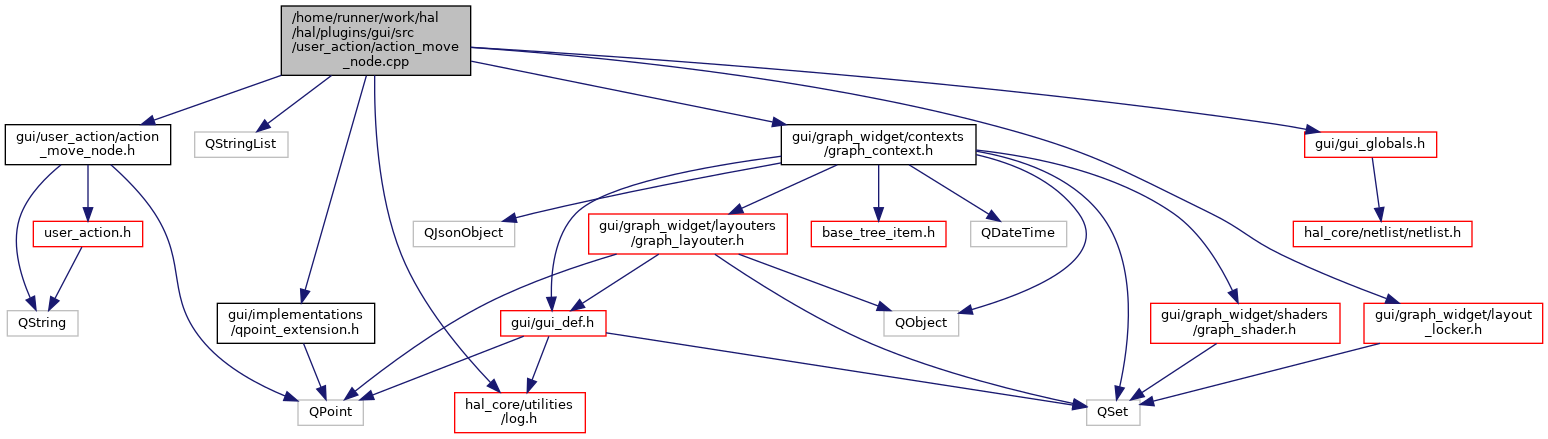 /home/runner/work/hal
/hal/plugins/gui/src
/user_action/action_move
_node.cpp
gui/user_action/action
_move_node.h
QStringList
gui/graph_widget/contexts
/graph_context.h
gui/gui_globals.h
user_action.h
QJsonObject
gui/graph_widget/layouters
/graph_layouter.h
base_tree_item.h
QDateTime
hal_core/netlist/netlist.h
QString
gui/implementations
/qpoint_extension.h
gui/gui_def.h
QObject
gui/graph_widget/shaders
/graph_shader.h
gui/graph_widget/layout
_locker.h
QPoint
hal_core/utilities
/log.h
QSet